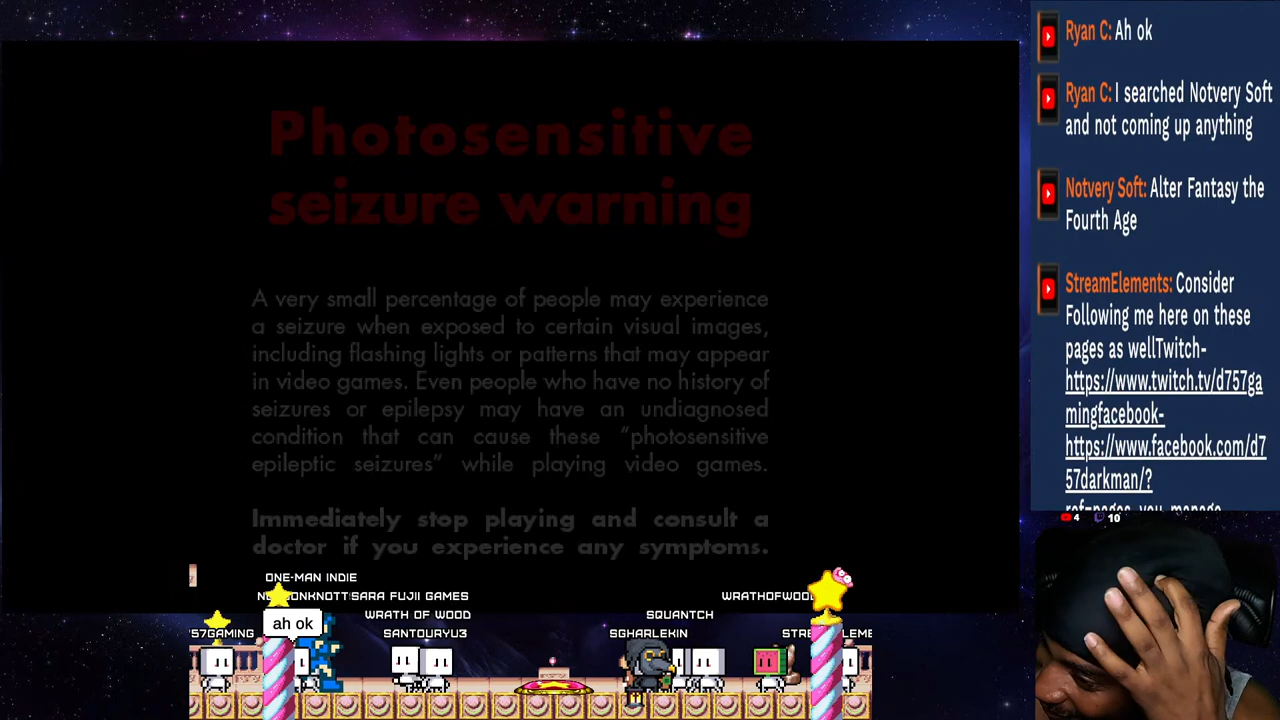 Photosensitive
seizure warning
A very small percentage of people may experience
a seizure when exposed to certain visual images,
including flashing lights or patterns that may appear
in video games. Even people who have no history of
seizures or epilepsy may have an undiagnosed
condition that can cause these “photosensitive
epileptic seizures” while playing video games.
Immediately stop playing and consult a
doctor if you experience any symptoms.
Ryan C: Ah ok
Ryan C: I searched Notvery Soft
and not coming up anything
Notvery Soft: Alter Fantasy the
Fourth Age
StreamElements: Consider
Following me here on these
pages as wellTwitch-
https://www.twitch.tv/d757ga
mingfacebook-
https://www.facebook.com/d7
57darkman/?
ref=pages_you_manage
4 10
ONE-MAN INDIE
SARA FUJII GAMES
WRATHOFWOOD
WRATH OF WOOD
SQUANTCH
ah ok
57GAMING
SANTOURYU3
SGHARLEKIN